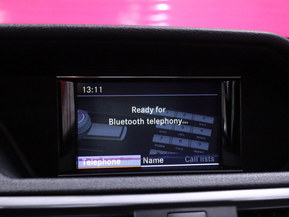 13:11
Ready for
Bluetooth telephony...
Telephone Name Call lists